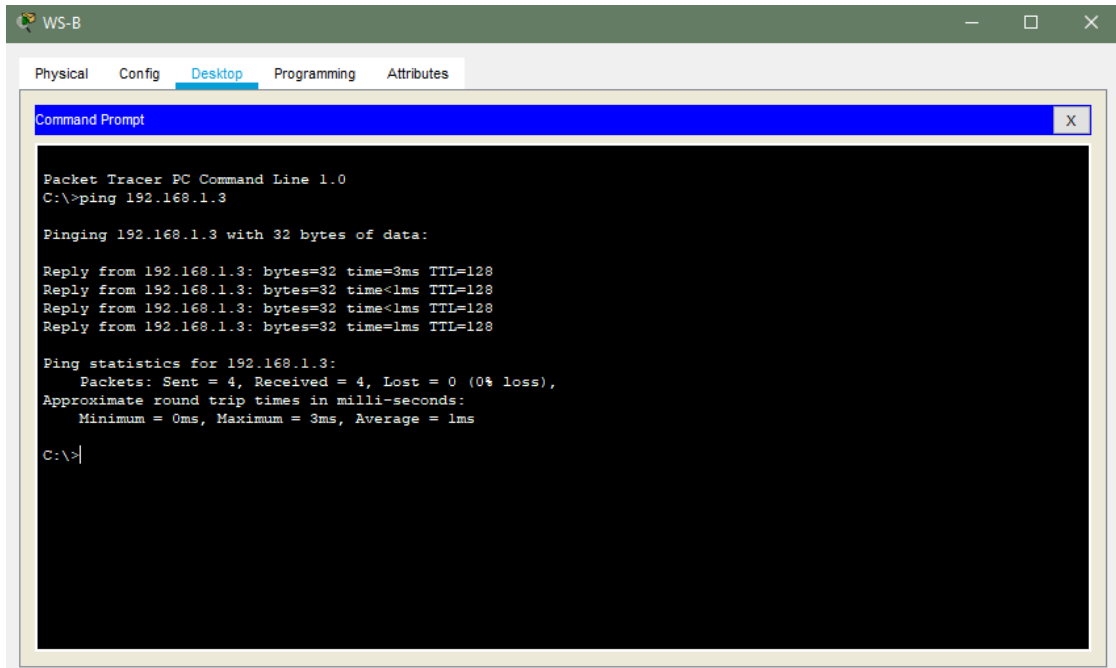 WS-B
Physical Config Desktop Programming Attributes
Command Prompt
X
Packet Tracer PC Command Line 1.0
C:\>ping 192.168.1.3
Pinging 192.168.1.3 with 32 bytes of data:
Reply from 192.168.1.3: bytes=32 time=3ms TTL=128
Reply from 192.168.1.3: bytes=32 time<1ms TTL=128
Reply from 192.168.1.3: bytes=32 time<1ms TTL=128
Reply from 192.168.1.3: bytes=32 time=1ms TTL=128
Ping statistics for 192.168.1.3:
    Packets: Sent = 4, Received = 4, Lost = 0 (0% loss),
Approximate round trip times in milli-seconds:
    Minimum = 0ms, Maximum = 3ms, Average = 1ms
C:\>